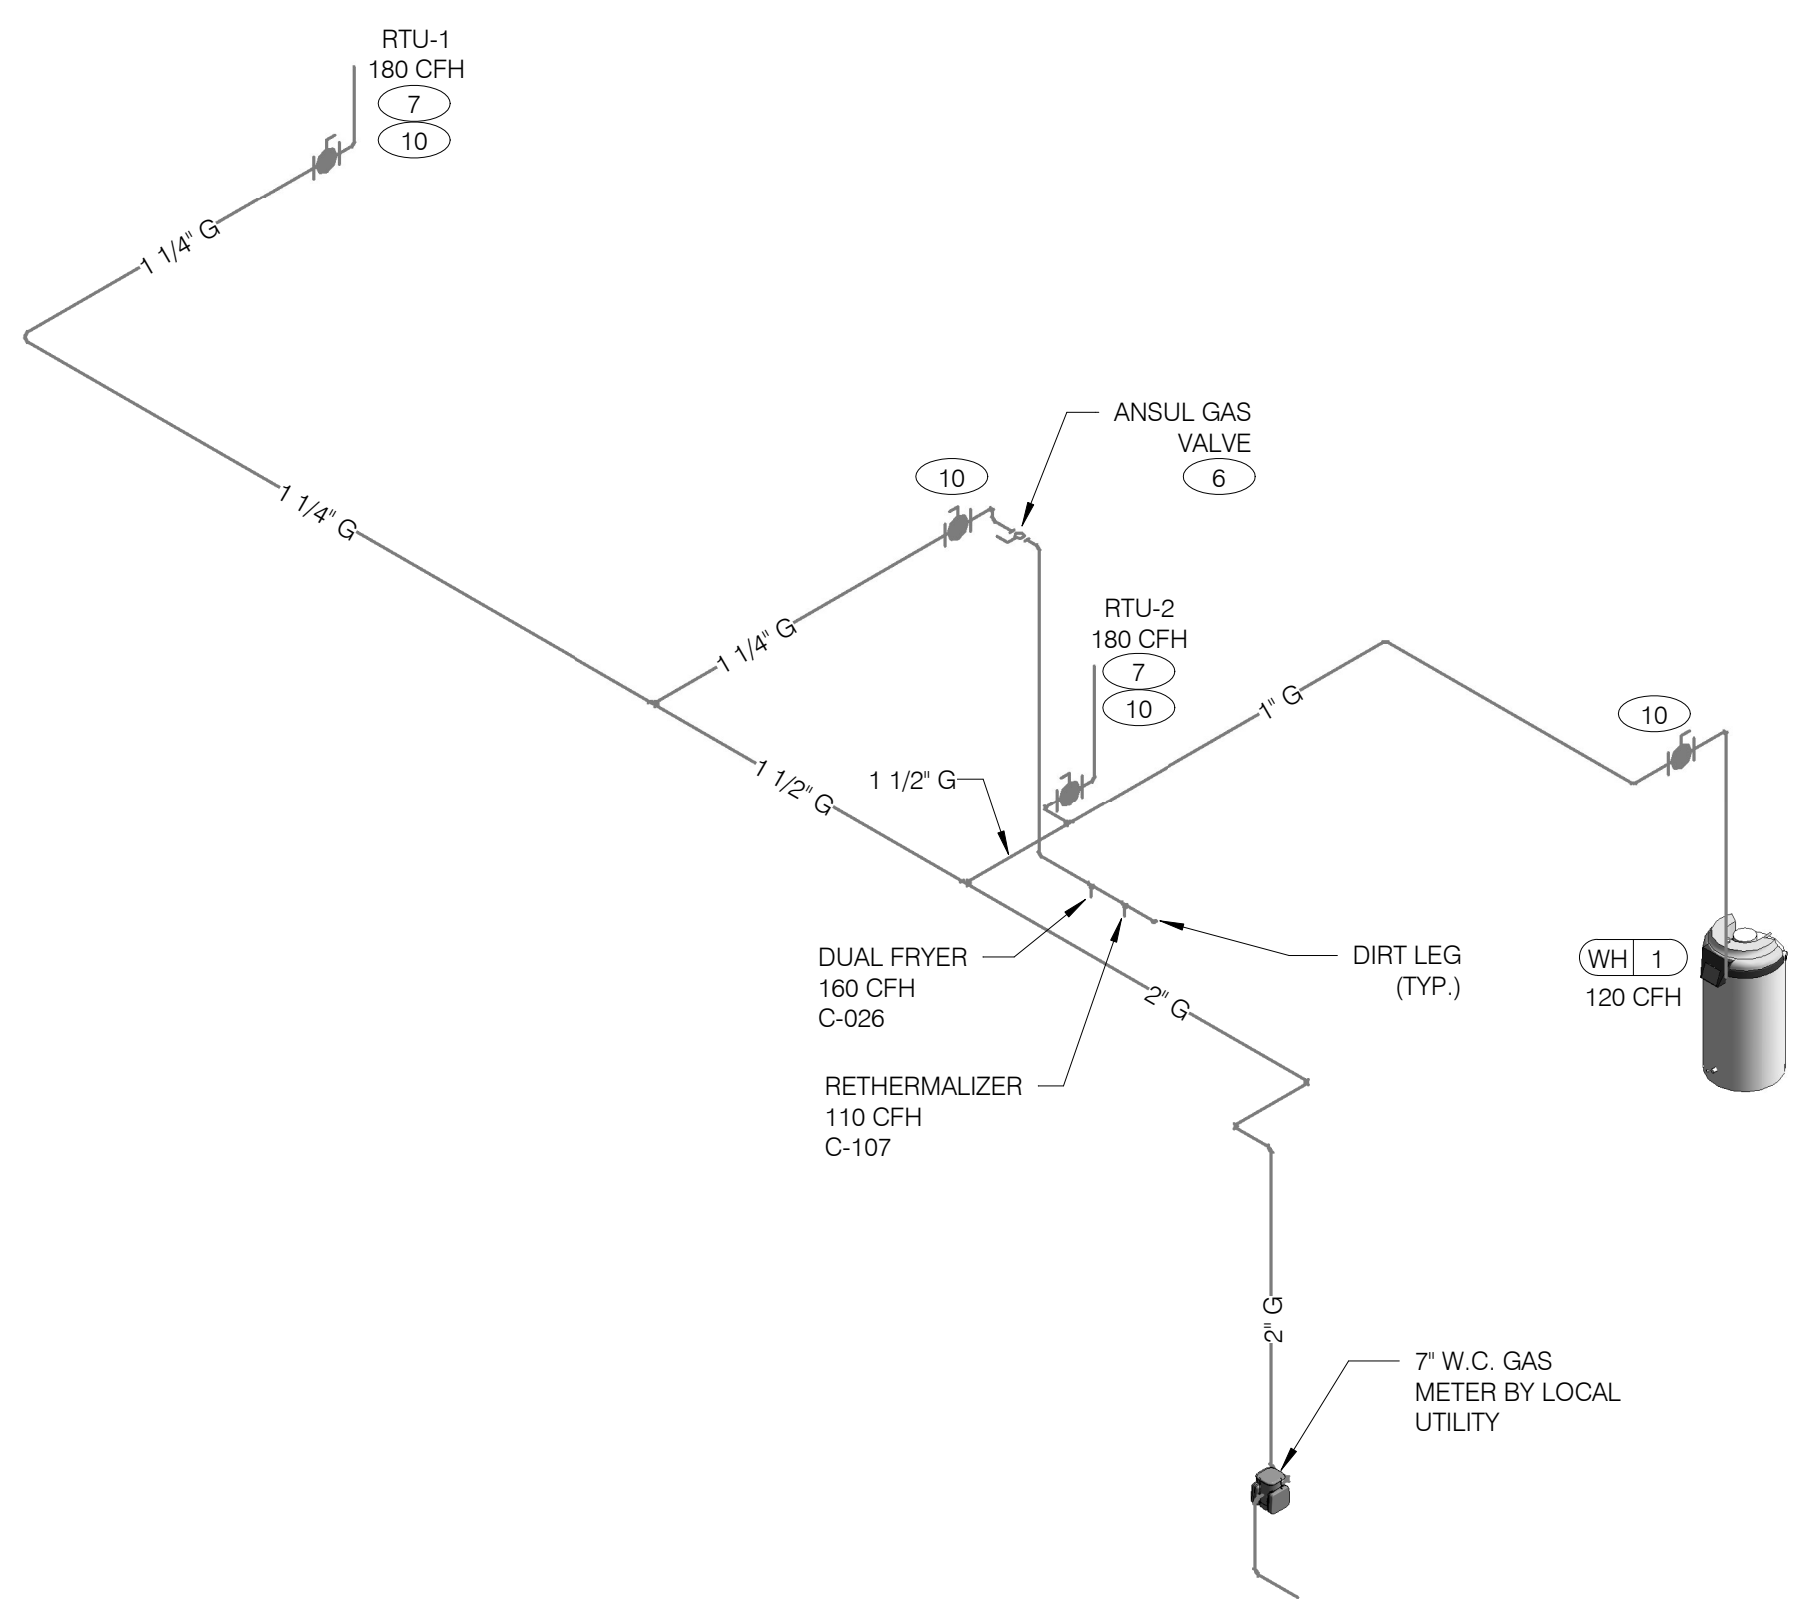 RTU-1
180 CFH
7
10
1 1/4" G
1 1/4" G
ANSUL GAS
VALVE
6
10
1 1/4" G
RTU-2
180 CFH
7
10
1" G
10
1 1/2" G
1 1/2" G
DUAL FRYER
160 CFH
C-026
2" G
DIRT LEG
(TYP.)
WH 1
120 CFH
RETHERMALIZER
110 CFH
C-107
2" G
7" W.C. GAS
METER BY LOCAL
UTILITY